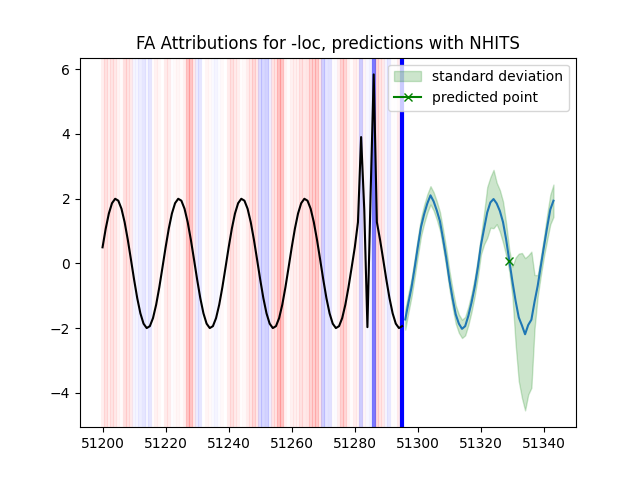 FA Attributions for -loc, predictions with NHITS
standard deviation
predicted point
6
4
2
0
−2
−4
51200 51220 51240 51260 51280 51300 51320 51340